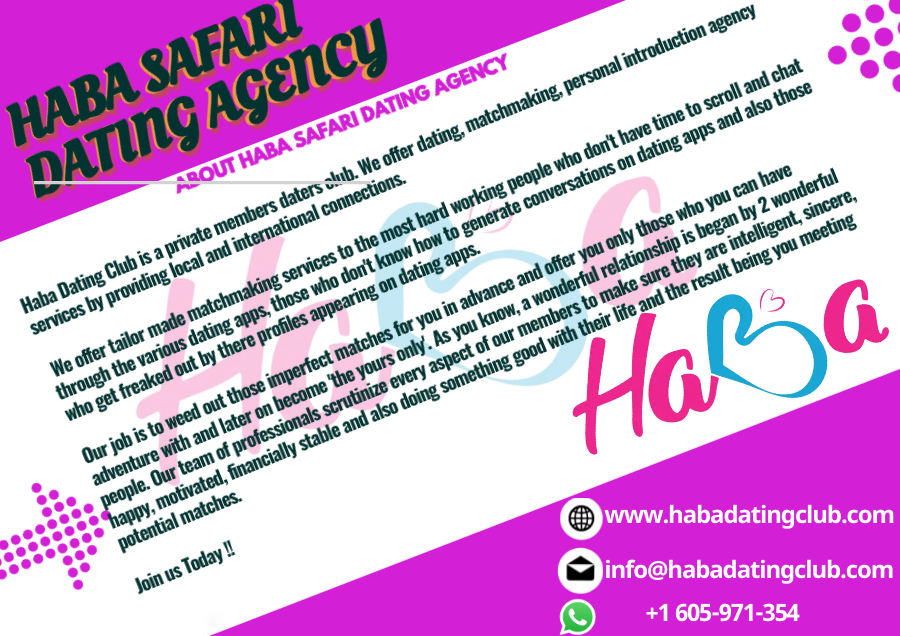 HABA SAFARI
DATING AGENCY
ABOUT HABA SAFARI DATING AGENCY
Haba Dating Club is a private members daters club. We offer dating, matchmaking, personal introduction agency
services by providing local and international connections.
We offer tailor made matchmaking services to the most hard working people who don't have time to scroll and chat
through the various dating apps, those who don't know how to generate conversations on dating apps and also those
who get freaked out by there profiles appearing on dating apps.
Our job is to weed out those imperfect matches for you in advance and offer you only those who you can have
adventure with and later on become 'the yours only'. As you know, a wonderful relationship is began by 2 wonderful
people. Our team of professionals scrutinize every aspect of our members to make sure they are intelligent, sincere,
happy, motivated, financially stable and also doing something good with their life and the result being you meeting
potential matches.
Join us Today !!
HaBa
HaBa
www.habadatingclub.com
info@habadatingclub.com
+1 605-971-354